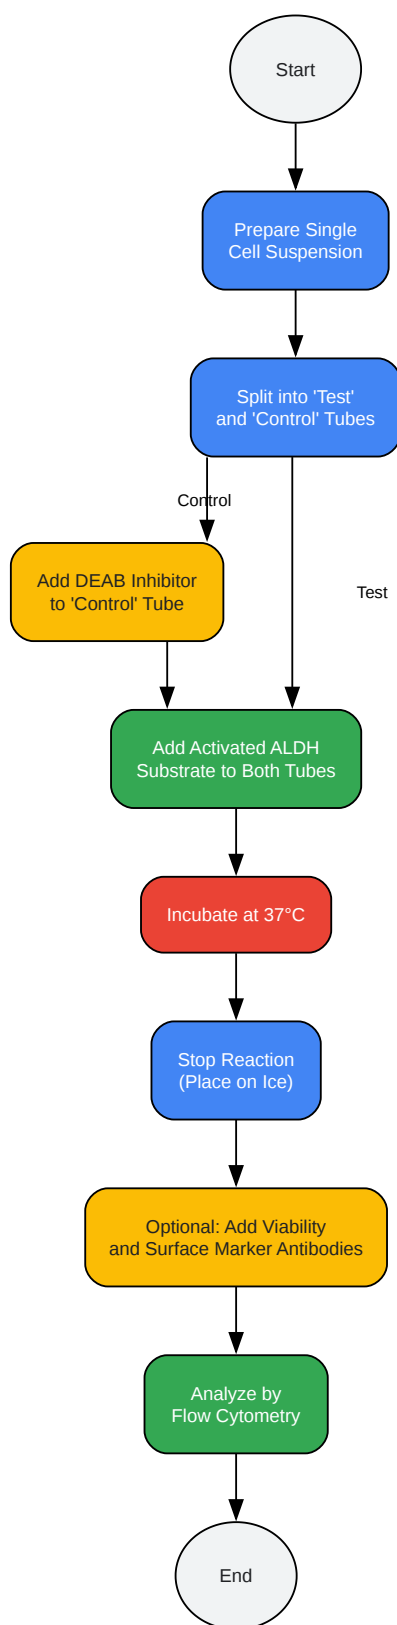 Start
Prepare Single
Cell Suspension
Split into 'Test'
and 'Control' Tubes
Control
Add DEAB Inhibitor
to 'Control' Tube
Test
Add Activated ALDH
Substrate to Both Tubes
Incubate at 37°C
Stop Reaction
(Place on Ice)
Optional: Add Viability
and Surface Marker Antibodies
Analyze by
Flow Cytometry
End